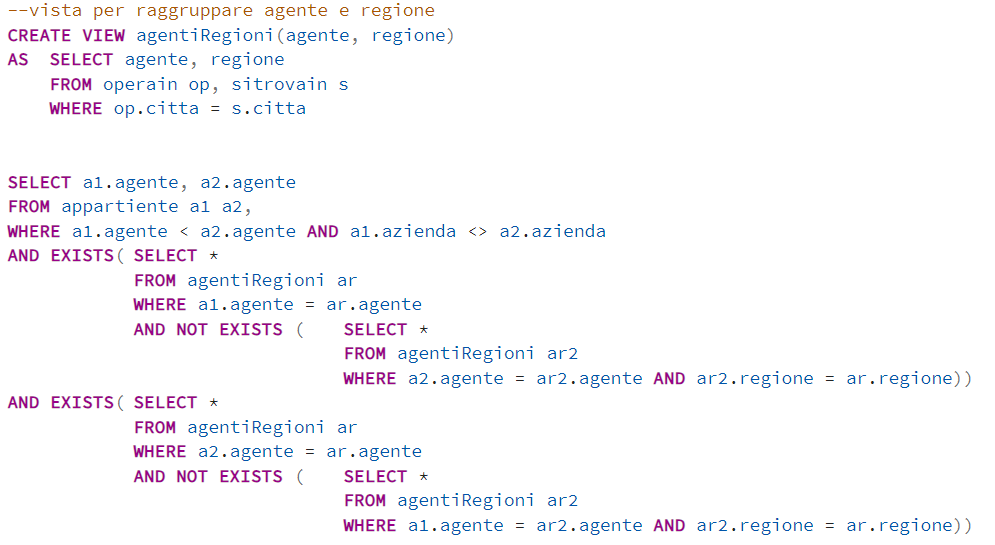 --vista per raggruppare agente e regione
CREATE VIEW agentiRegioni(agente, regione)
AS  SELECT agente, regione
    FROM operain op, sitrovain s
    WHERE op.citta = s.citta

SELECT a1.agente, a2.agente
FROM appartiente a1 a2,
WHERE a1.agente < a2.agente AND a1.azienda <> a2.azienda
AND EXISTS( SELECT *
            FROM agentiRegioni ar
            WHERE a1.agente = ar.agente
            AND NOT EXISTS (    SELECT *
                                FROM agentiRegioni ar2
                                WHERE a2.agente = ar2.agente AND ar2.regione = ar.regione))
AND EXISTS( SELECT *
            FROM agentiRegioni ar
            WHERE a2.agente = ar.agente
            AND NOT EXISTS (    SELECT *
                                FROM agentiRegioni ar2
                                WHERE a1.agente = ar2.agente AND ar2.regione = ar.regione))